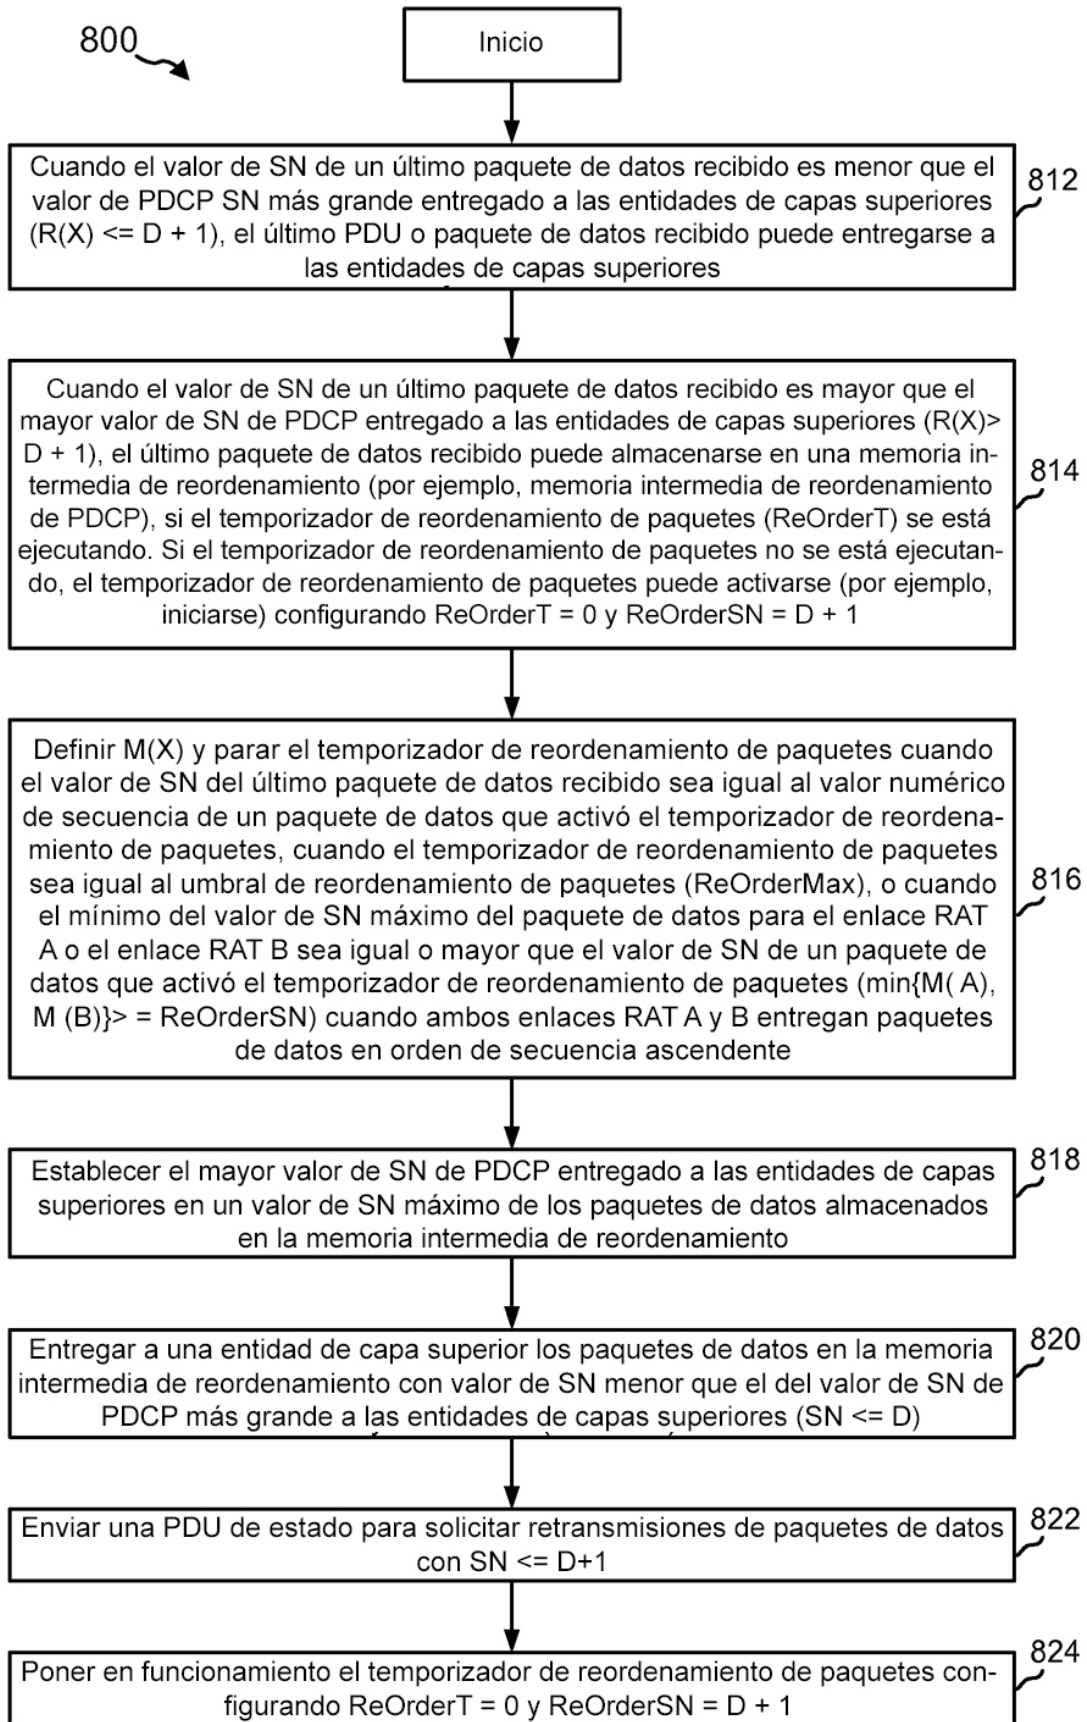 800
Inicio
Cuando el valor de SN de un último paquete de datos recibido es menor que el
valor de PDCP SN más grande entregado a las entidades de capas superiores
(R(X) <= D + 1), el último PDU o paquete de datos recibido puede entregarse a
las entidades de capas superiores
812
Cuando el valor de SN de un último paquete de datos recibido es mayor que el
mayor valor de SN de PDCP entregado a las entidades de capas superiores (R(X)>
D + 1), el último paquete de datos recibido puede almacenarse en una memoria in-
termedia de reordenamiento (por ejemplo, memoria intermedia de reordenamiento
de PDCP), si el temporizador de reordenamiento de paquetes (ReOrderT) se está
ejecutando. Si el temporizador de reordenamiento de paquetes no se está ejecutan-
do, el temporizador de reordenamiento de paquetes puede activarse (por ejemplo,
iniciarse) configurando ReOrderT = 0 y ReOrderSN = D + 1
814
Definir M(X) y parar el temporizador de reordenamiento de paquetes cuando
el valor de SN del último paquete de datos recibido sea igual al valor numérico
de secuencia de un paquete de datos que activó el temporizador de reordena-
miento de paquetes, cuando el temporizador de reordenamiento de paquetes
sea igual al umbral de reordenamiento de paquetes (ReOrderMax), o cuando
el mínimo del valor de SN máximo del paquete de datos para el enlace RAT
A o el enlace RAT B sea igual o mayor que el valor de SN de un paquete de
datos que activó el temporizador de reordenamiento de paquetes (min{M( A),
M (B)}> = ReOrderSN) cuando ambos enlaces RAT A y B entregan paquetes
de datos en orden de secuencia ascendente
816
Establecer el mayor valor de SN de PDCP entregado a las entidades de capas
superiores en un valor de SN máximo de los paquetes de datos almacenados
en la memoria intermedia de reordenamiento
818
Entregar a una entidad de capa superior los paquetes de datos en la memoria
intermedia de reordenamiento con valor de SN menor que el del valor de SN de
PDCP más grande a las entidades de capas superiores (SN <= D)
820
Enviar una PDU de estado para solicitar retransmisiones de paquetes de datos
con SN <= D+1
822
Poner en funcionamiento el temporizador de reordenamiento de paquetes con-
figurando ReOrderT = 0 y ReOrderSN = D + 1
824